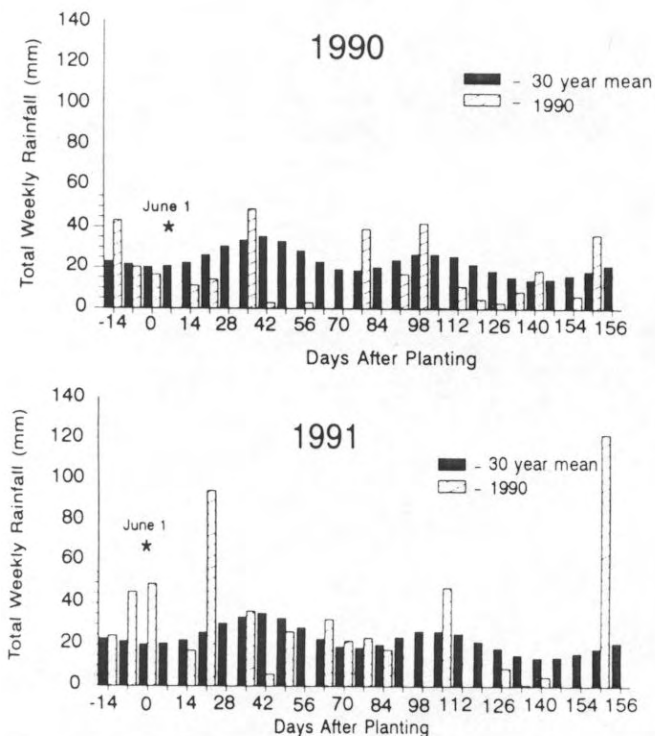 140
120
100
80
60
40
20
0
Total Weekly Rainfall (mm)
1990
- 30 year mean
- 1990
June 1
-14 0 14 28 42 56 70 84 98 112 126 140 154 156
Days After Planting
140
120
100
80
60
40
20
0
Total Weekly Rainfall (mm)
1991
- 30 year mean
- 1990
June 1
-14 0 14 28 42 56 70 84 98 112 126 140 154 156
Days After Planting